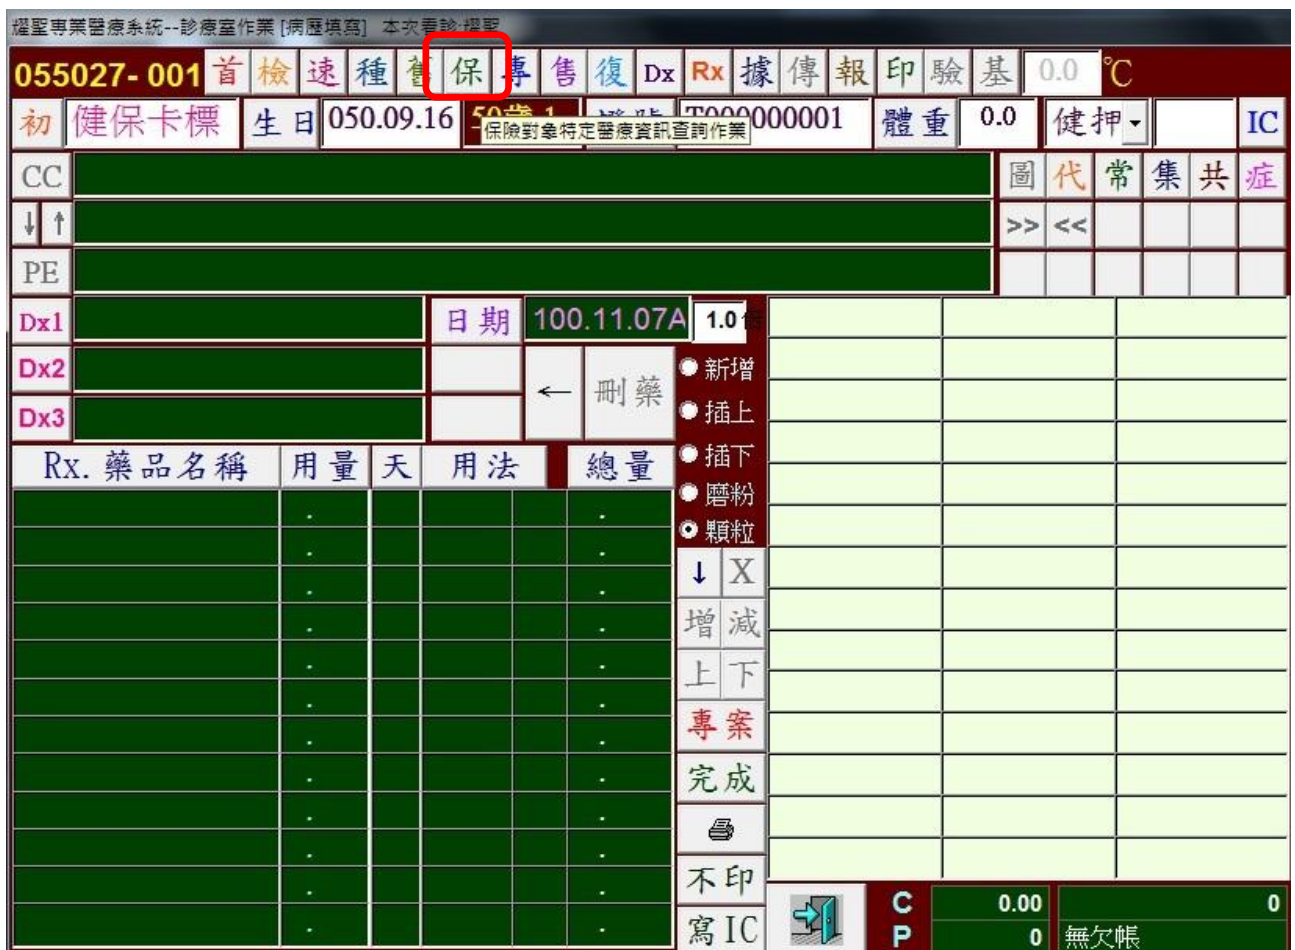 耀聖專業醫療系統--診療室作業 [病歷填寫] 本次看診:耀聖
055027- 001 首 檢 速 種 舊 保 專 售 復 Dx Rx 據 傳 報 印 驗 基 0.0 ℃
初 健保卡標 生日 050.09.16 50歲 1 T000000001 體重 0.0 健押 IC
保險對象特定醫療資訊查詢作業
CC 圖 代 常 集 共 症
↓ ↑ >> <<
PE
Dx1 日期 100.11.07A 1.0
Dx2 ← 刪藥 新增
Dx3 插上
Rx. 藥品名稱 用量 天 用法 總量 插下
磨粉
顆粒
↓ X
增 減
上 下
專案
完成
不印
寫IC C 0.00 0
P 0 無欠帳